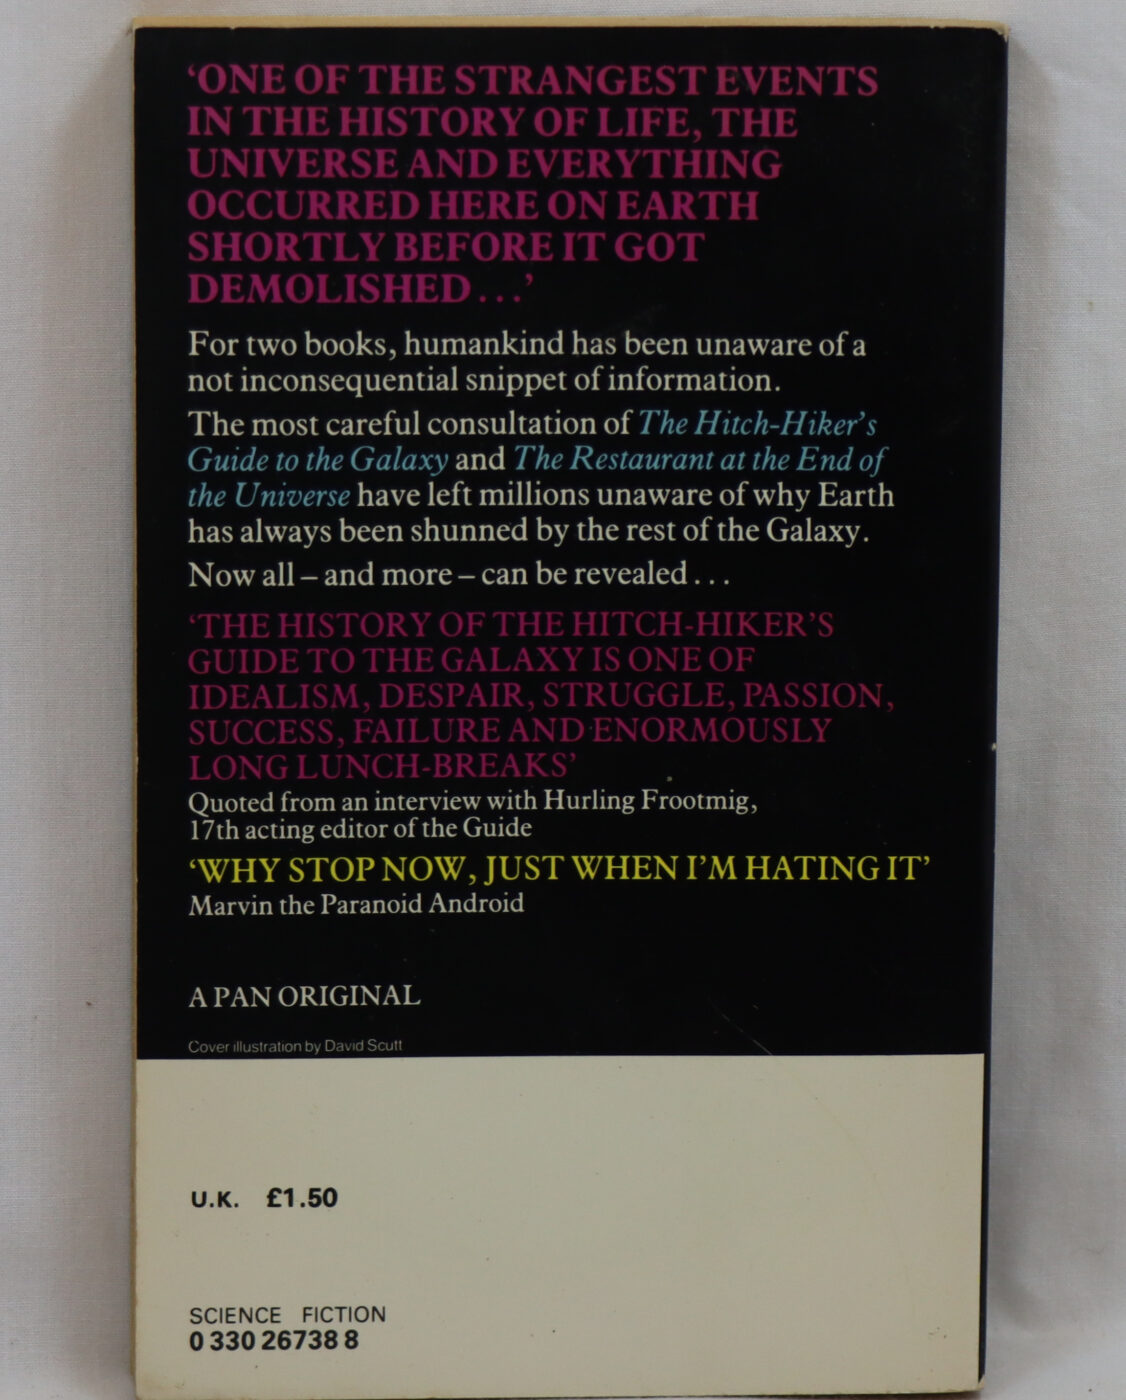 ‘ONE OF THE STRANGEST EVENTS
IN THE HISTORY OF LIFE, THE
UNIVERSE AND EVERYTHING
OCCURRED HERE ON EARTH
SHORTLY BEFORE IT GOT
DEMOLISHED . . .’
For two books, humankind has been unaware of a
not inconsequential snippet of information.
The most careful consultation of The Hitch-Hiker’s
Guide to the Galaxy and The Restaurant at the End of
the Universe have left millions unaware of why Earth
has always been shunned by the rest of the Galaxy.
Now all – and more – can be revealed . . .
‘THE HISTORY OF THE HITCH-HIKER’S
GUIDE TO THE GALAXY IS ONE OF
IDEALISM, DESPAIR, STRUGGLE, PASSION,
SUCCESS, FAILURE AND ENORMOUSLY
LONG LUNCH-BREAKS’
Quoted from an interview with Hurling Frootmig,
17th acting editor of the Guide
‘WHY STOP NOW, JUST WHEN I’M HATING IT’
Marvin the Paranoid Android
A PAN ORIGINAL
Cover illustration by David Scutt
U.K. £1.50
SCIENCE FICTION
0 330 26738 8